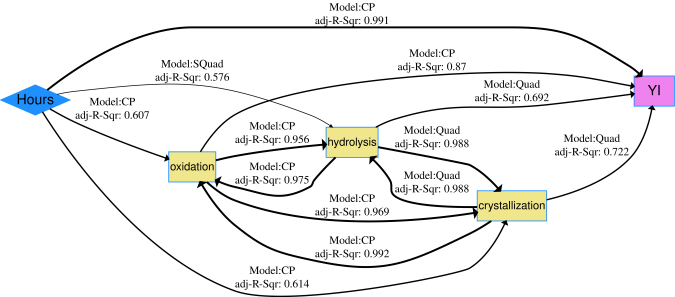 Model:CP
adj-R-Sqr: 0.991
Model:SQuad
adj-R-Sqr: 0.576
Model:CP
adj-R-Sqr: 0.87
Hours
Model:CP
adj-R-Sqr: 0.607
Model:Quad
adj-R-Sqr: 0.692
YI
Model:CP
adj-R-Sqr: 0.956
hydrolysis
Model:Quad
adj-R-Sqr: 0.988
Model:Quad
adj-R-Sqr: 0.722
oxidation
Model:CP
adj-R-Sqr: 0.975
Model:Quad
adj-R-Sqr: 0.988
Model:CP
adj-R-Sqr: 0.969
crystallization
Model:CP
adj-R-Sqr: 0.992
Model:CP
adj-R-Sqr: 0.614